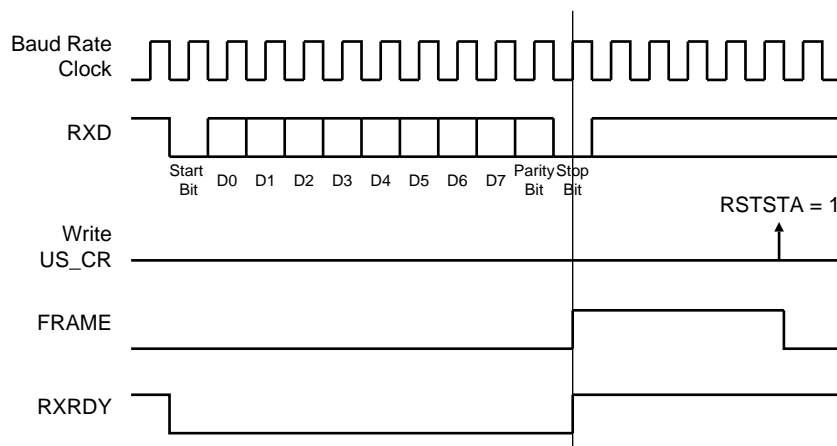 Baud Rate
Clock
RXD
Start
Bit
D0 D1 D2 D3 D4 D5 D6 D7
Parity
Bit
Stop
Bit
RSTSTA = 1
Write
US_CR
FRAME
RXRDY